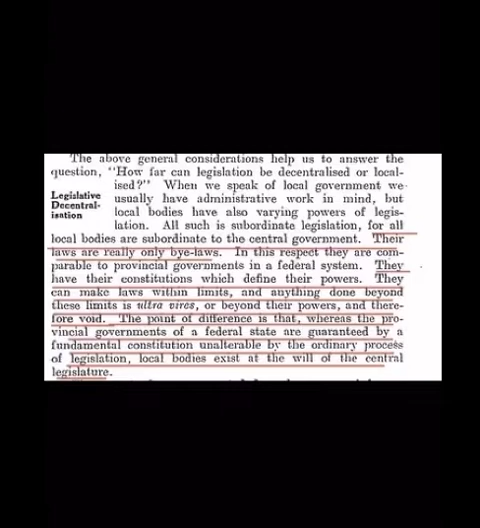 The above general considerations help us to answer the
question, "How far can legislation be decentralised or local-
ised?" When we speak of local government we
Legislative
Decentral-
isation
usually have administrative work in mind, but
local bodies have also varying powers of legis-
lation. All such is subordinate legislation, for all
local bodies are subordinate to the central government. Their
laws are really only bye-laws. In this respect they are com-
parable to provincial governments in a federal system. They
have their constitutions which define their powers. They
can make laws within limits, and anything done beyond
these limits is ultra vires, or beyond their powers, and there-
fore void. The point of difference is that, whereas the pro-
vincial governments of a federal state are guaranteed by a
fundamental constitution unalterable by the ordinary process
of legislation, local bodies exist at the will of the central
legislature.